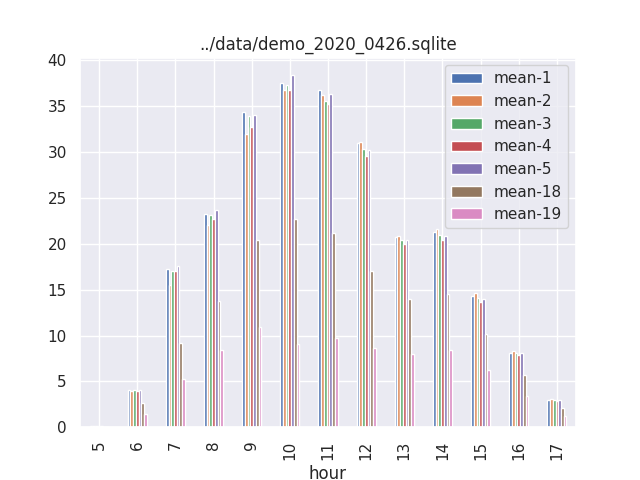 ../data/demo_2020_0426.sqlite
40
35
30
25
20
15
10
5
0
mean-1
mean-2
mean-3
mean-4
mean-5
mean-18
mean-19
5 6 7 8 9 10 11 12 13 14 15 16 17
hour